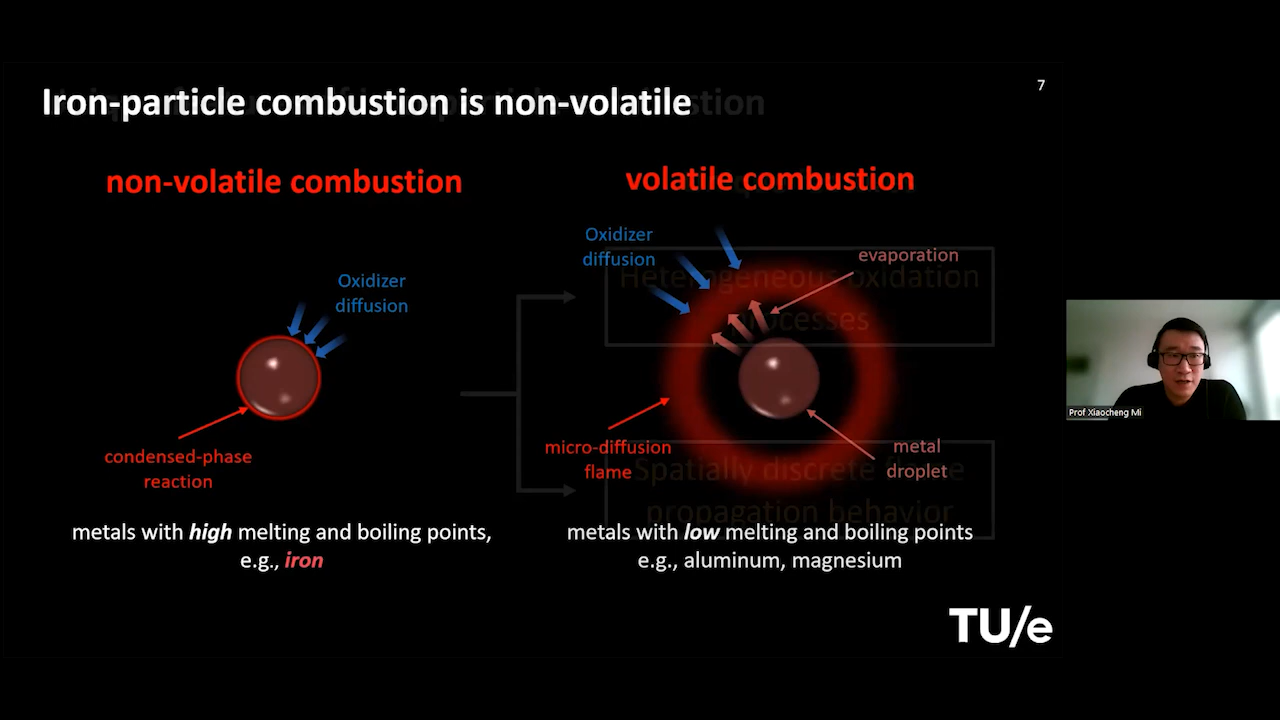 7
Iron-particle combustion is non-volatile
non-volatile combustion
volatile combustion
Oxidizer
diffusion
condensed-phase
reaction
metals with high melting and boiling points,
e.g., iron
Oxidizer
diffusion
evaporation
Heterogeneous oxidation
processes
micro-diffusion
flame
metal
droplet
Spatially discrete flame
propagation behavior
metals with low melting and boiling points
e.g., aluminum, magnesium
TU/e
Prof Xiaocheng Mi